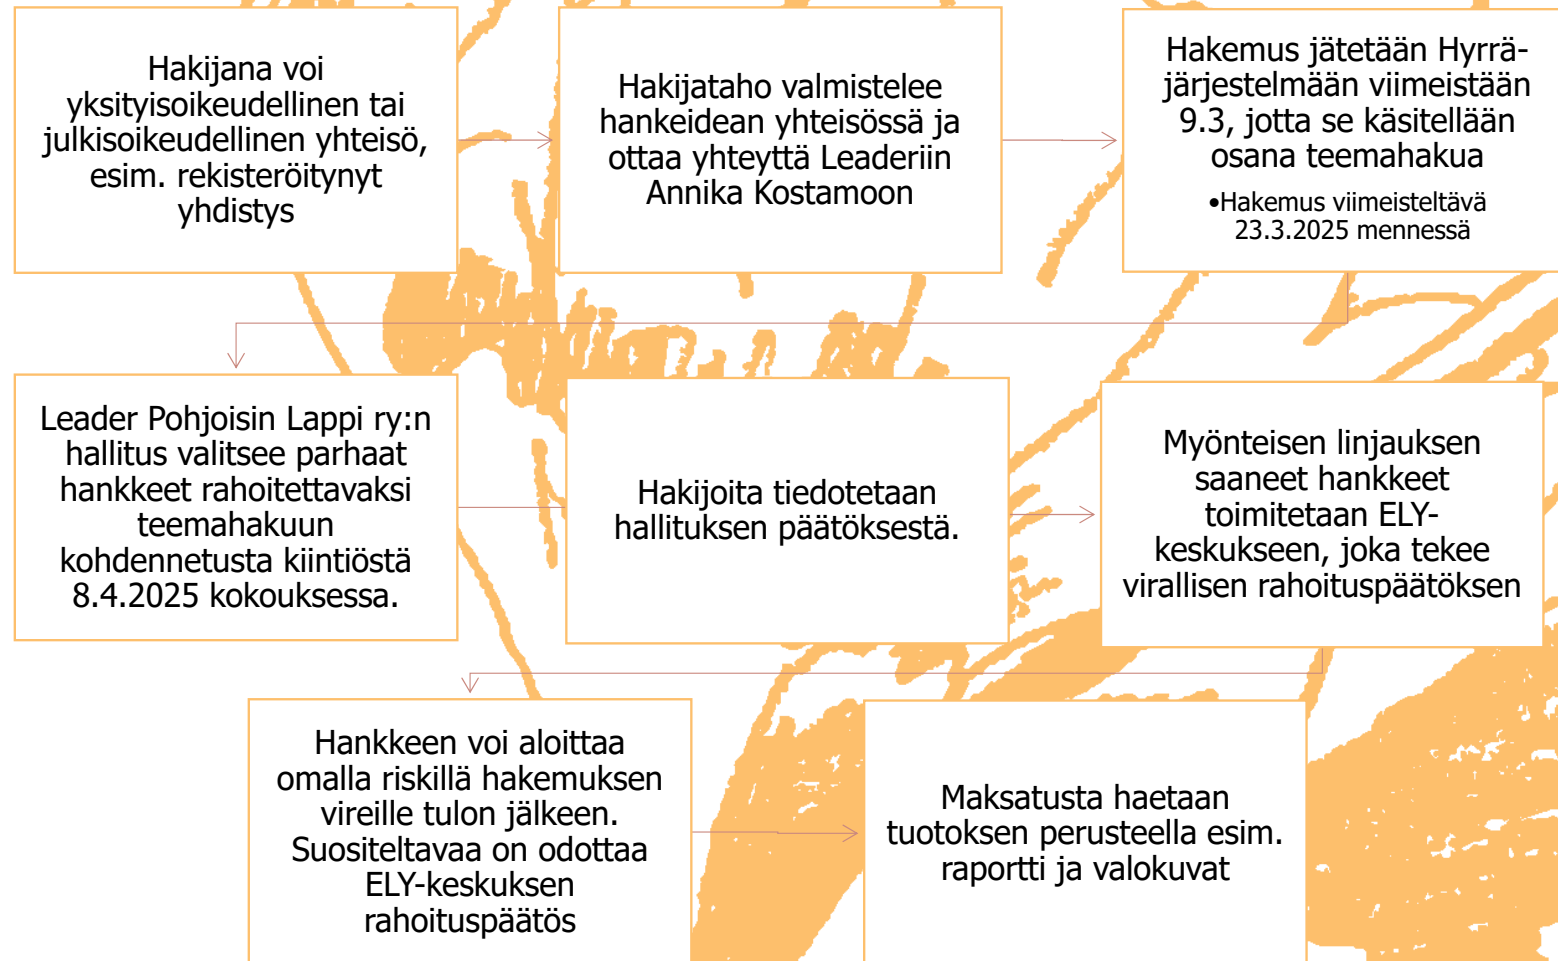 Hakijana voi
yksityisoikeudellinen tai
julkisoikeudellinen yhteisö,
esim. rekisteröitynyt
yhdistys
Hakijataho valmistelee
hankeidean yhteisössä ja
ottaa yhteyttä Leaderiin
Annika Kostamoon
Hakemus jätetään Hyrrä-
järjestelmään viimeistään
9.3, jotta se käsitellään
osana teemahakua
•Hakemus viimeisteltävä
23.3.2025 mennessä
Leader Pohjoisin Lappi ry:n
hallitus valitsee parhaat
hankkeet rahoitettavaksi
teemahakuun
kohdennetusta kiintiöstä
8.4.2025 kokouksessa.
Hakijoita tiedotetaan
hallituksen päätöksestä.
Myönteisen linjauksen
saaneet hankkeet
toimitetaan ELY-
keskukseen, joka tekee
virallisen rahoituspäätöksen
Hankkeen voi aloittaa
omalla riskillä hakemuksen
vireille tulon jälkeen.
Suositeltavaa on odottaa
ELY-keskuksen
rahoituspäätös
Maksatusta haetaan
tuotoksen perusteella esim.
raportti ja valokuvat